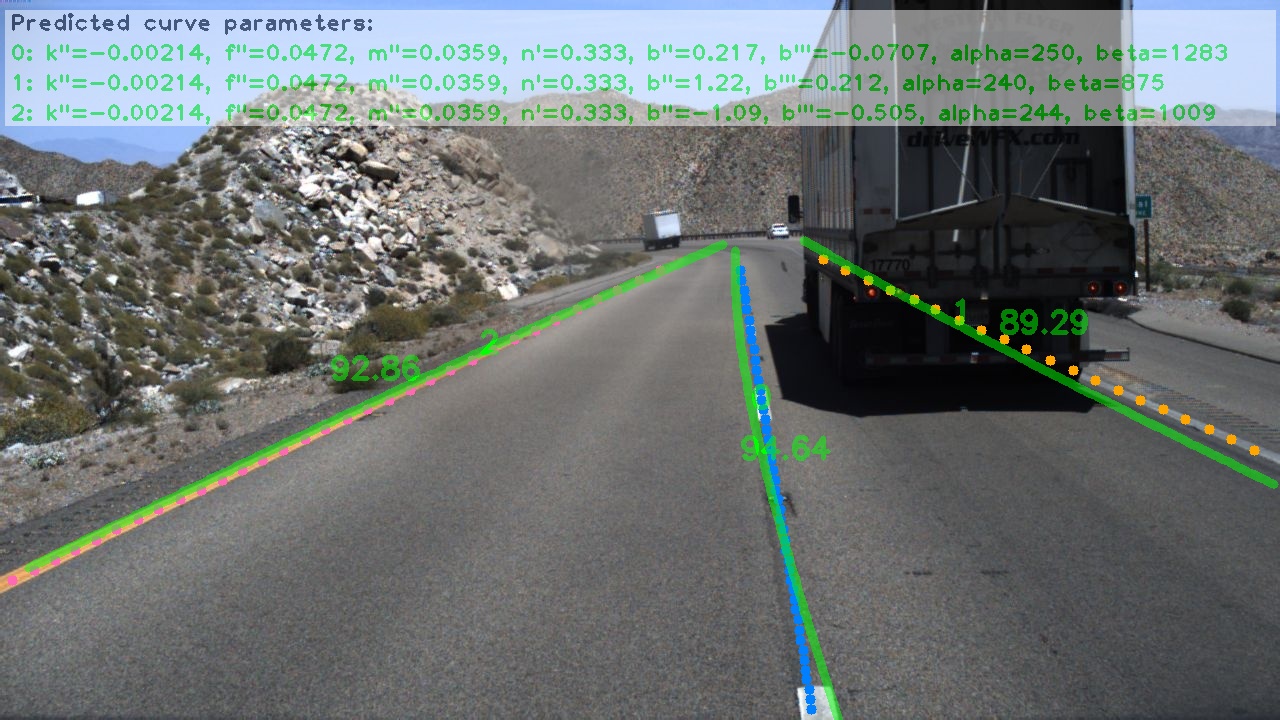 Predicted curve parameters:
0: k''=-0.00214, f''=0.0472, m''=0.0359, n'=0.333, b''=0.217, b'''=-0.0707, alpha=250, beta=1283
1: k''=-0.00214, f''=0.0472, m''=0.0359, n'=0.333, b''=1.22, b'''=0.212, alpha=240, beta=875
2: k''=-0.00214, f''=0.0472, m''=0.0359, n'=0.333, b''=-1.09, b'''=-0.505, alpha=244, beta=1009
WESTERN FLYER
driveWFX.com
17770
1
89.29
2
92.86
0
94.64